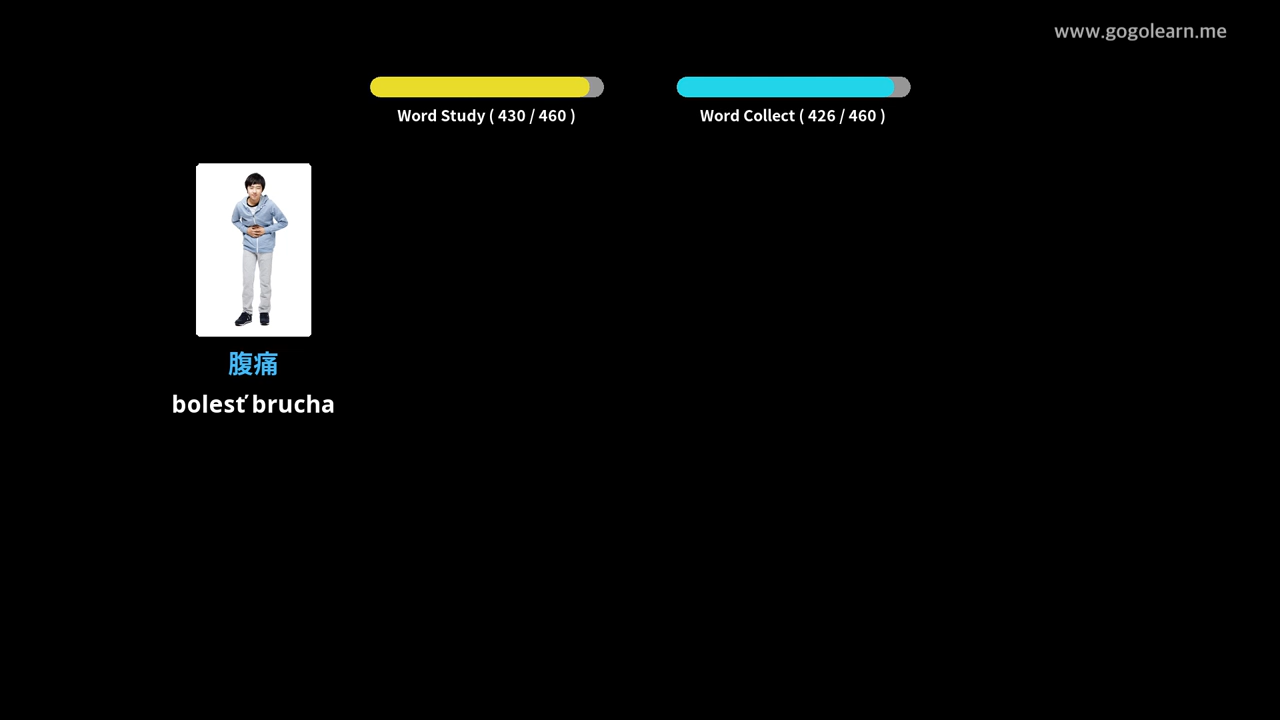 www.gogolearn.me
Word Study ( 430 / 460 )
Word Collect ( 426 / 460 )
腹痛
bolesť brucha